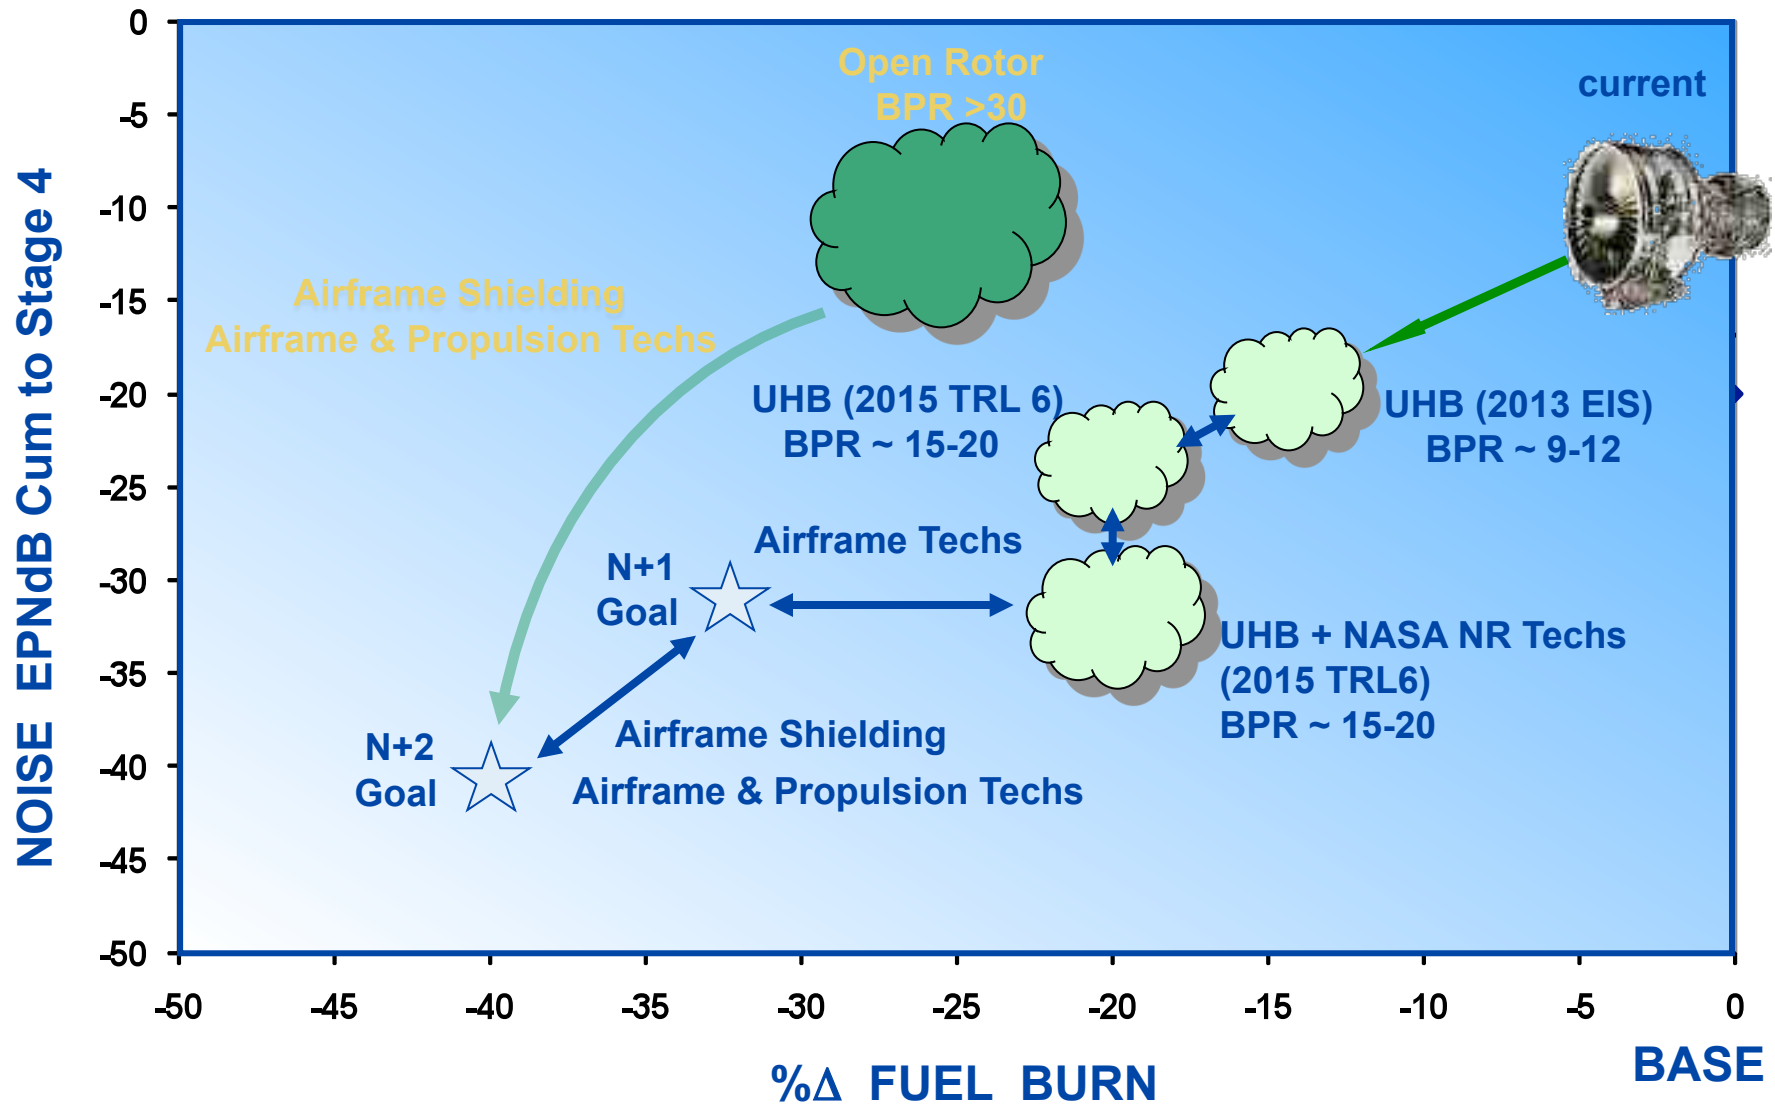 0
-5
-10
-15
-20
-25
-30
-35
-40
-45
-50
NOISE EPNdB Cum to Stage 4
Open Rotor
BPR >30
current
Airframe Shielding
Airframe & Propulsion Techs
UHB (2015 TRL 6)
BPR ~ 15-20
UHB (2013 EIS)
BPR ~ 9-12
Airframe Techs
N+1
Goal
UHB + NASA NR Techs
(2015 TRL6)
BPR ~ 15-20
N+2
Goal
Airframe Shielding
Airframe & Propulsion Techs
-50 -45 -40 -35 -30 -25 -20 -15 -10 -5 0
BASE
%Δ FUEL BURN